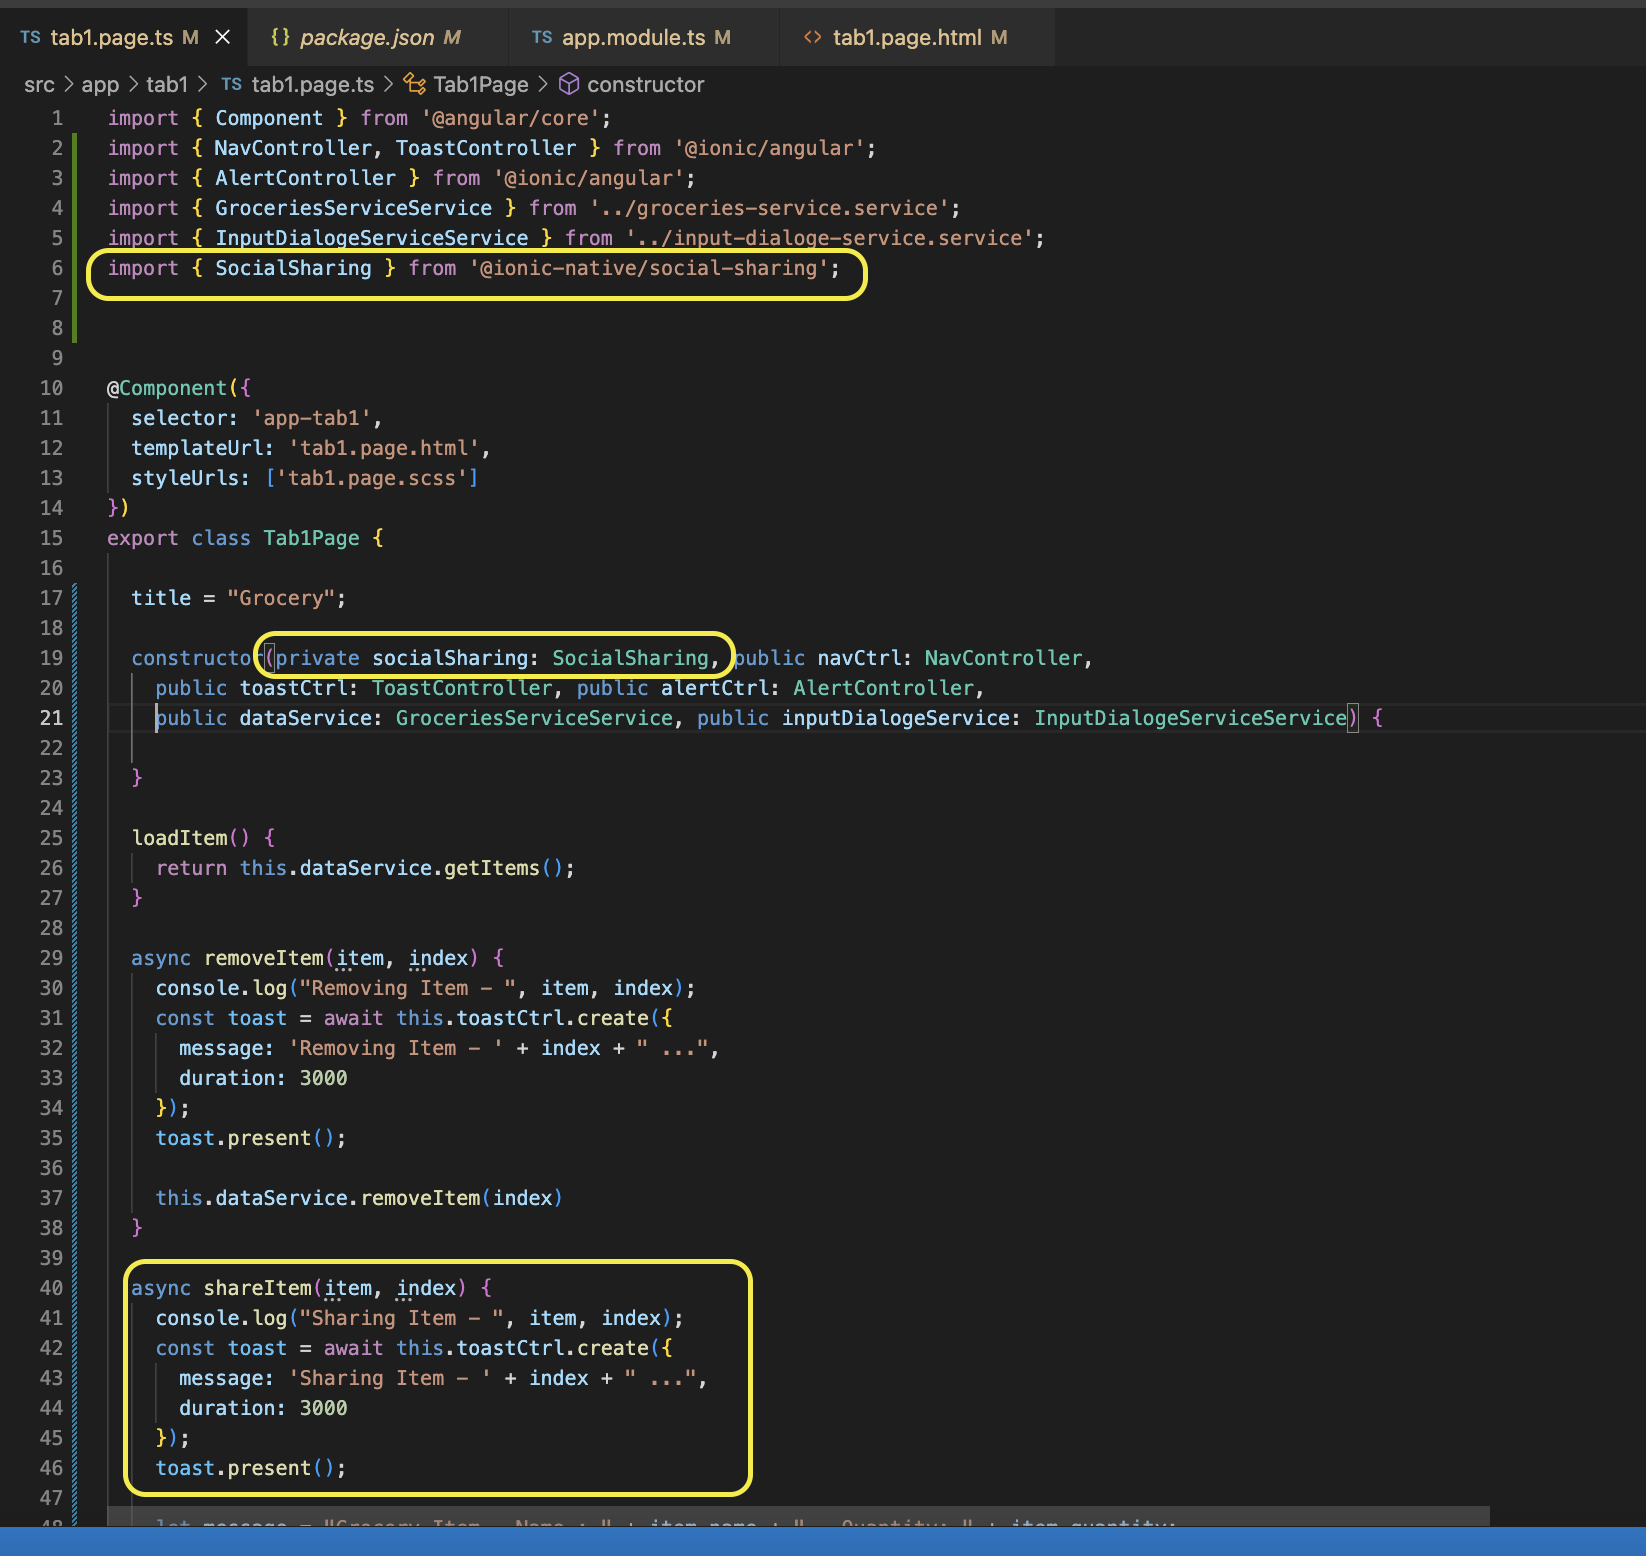 TS tab1.page.ts M × {} package.json M TS app.module.ts M <> tab1.page.html M
src > app > tab1 > TS tab1.page.ts > Tab1Page > constructor
1 import { Component } from '@angular/core';
2 import { NavController, ToastController } from '@ionic/angular';
3 import { AlertController } from '@ionic/angular';
4 import { GroceriesServiceService } from '../groceries-service.service';
5 import { InputDialogeServiceService } from '../input-dialoge-service.service';
6 import { SocialSharing } from '@ionic-native/social-sharing';
7
8
9
10 @Component({
11 selector: 'app-tab1',
12 templateUrl: 'tab1.page.html',
13 styleUrls: ['tab1.page.scss']
14 })
15 export class Tab1Page {
16
17 title = "Grocery";
18
19 constructor(private socialSharing: SocialSharing, public navCtrl: NavController,
20 public toastCtrl: ToastController, public alertCtrl: AlertController,
21 public dataService: GroceriesServiceService, public inputDialogeService: InputDialogeServiceService) {
22
23 }
24
25 loadItem() {
26 return this.dataService.getItems();
27 }
28
29 async removeItem(item, index) {
30 console.log("Removing Item - ", item, index);
31 const toast = await this.toastCtrl.create({
32 message: 'Removing Item - ' + index + " ...",
33 duration: 3000
34 });
35 toast.present();
36
37 this.dataService.removeItem(index)
38 }
39
40 async shareItem(item, index) {
41 console.log("Sharing Item - ", item, index);
42 const toast = await this.toastCtrl.create({
43 message: 'Sharing Item - ' + index + " ...",
44 duration: 3000
45 });
46 toast.present();
47
48 let message = "Grocery Item - Name : " + item.name + " - Quantity: " + item.quantity;